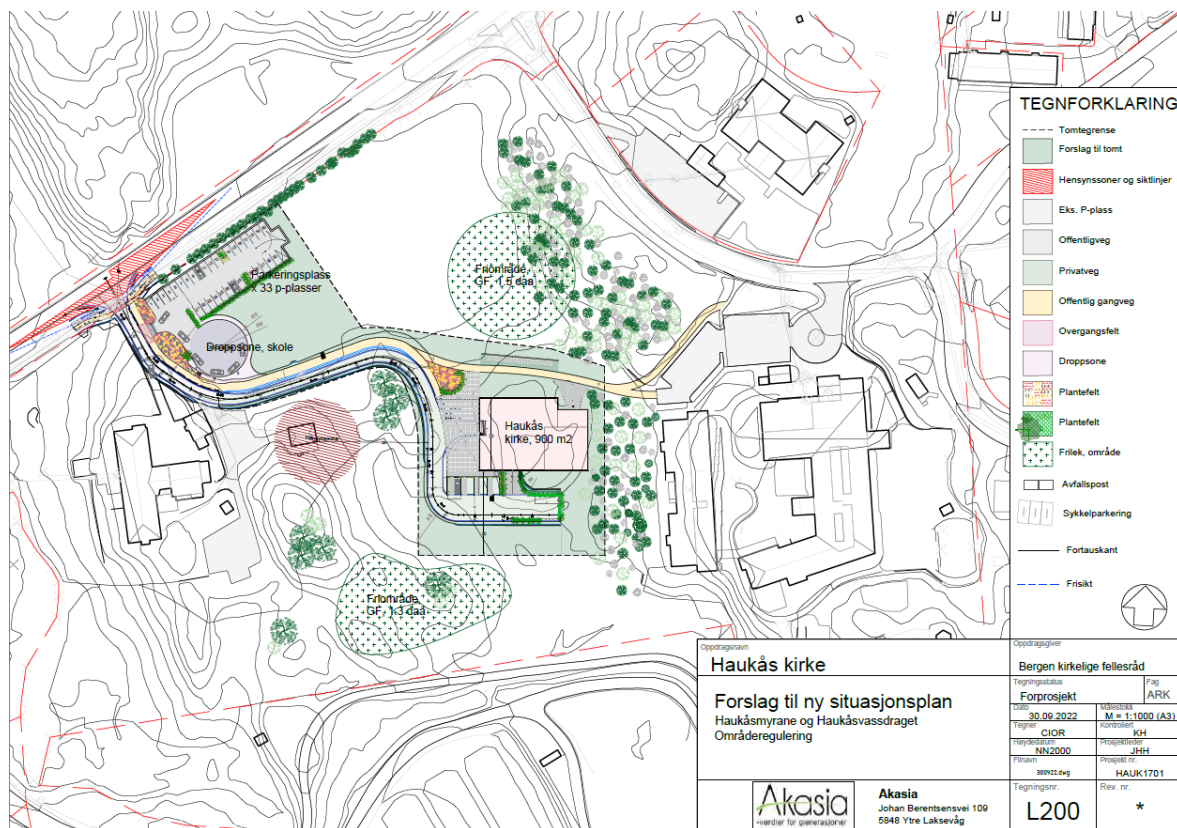 Parkeringsplass
x 33 p-plasser
Droppsone, skole
Friområde,
GF, 1.5 daa
Haukås
kirke, 900 m2
Friområde,
GF, 1.3 daa
TEGNFORKLARING
Tomtegrense
Forslag til tomt
Hensynssoner og siktlinjer
Eks. P-plass
Offentligveg
Privatveg
Offentlig gangveg
Overgangsfelt
Droppsone
Plantefelt
Plantefelt
Frilek, område
Avfallspost
Sykkelparkering
Fortauskant
Frisikt
Oppdragsnavn
Haukås kirke
Forslag til ny situasjonsplan
Haukåsmyrane og Haukåsvassdraget
Områderegulering
Oppdragsgiver
Bergen kirkelige fellesråd
Tegningsstatus
Forprosjekt
Fag
ARK
Dato
30.09.2022
Målestokk
M = 1:1000 (A3)
Tegner
CIOR
Kontrollert
KH
Høydedatum
NN2000
Prosjektleder
JHH
Filnavn
300922.dwg
Prosjekt nr.
HAUK1701
Tegningsnr.
L200
Rev. nr.
*
Akasia
-verdier for generasjoner
Akasia
Johan Berentsensvei 109
5848 Ytre Laksevåg